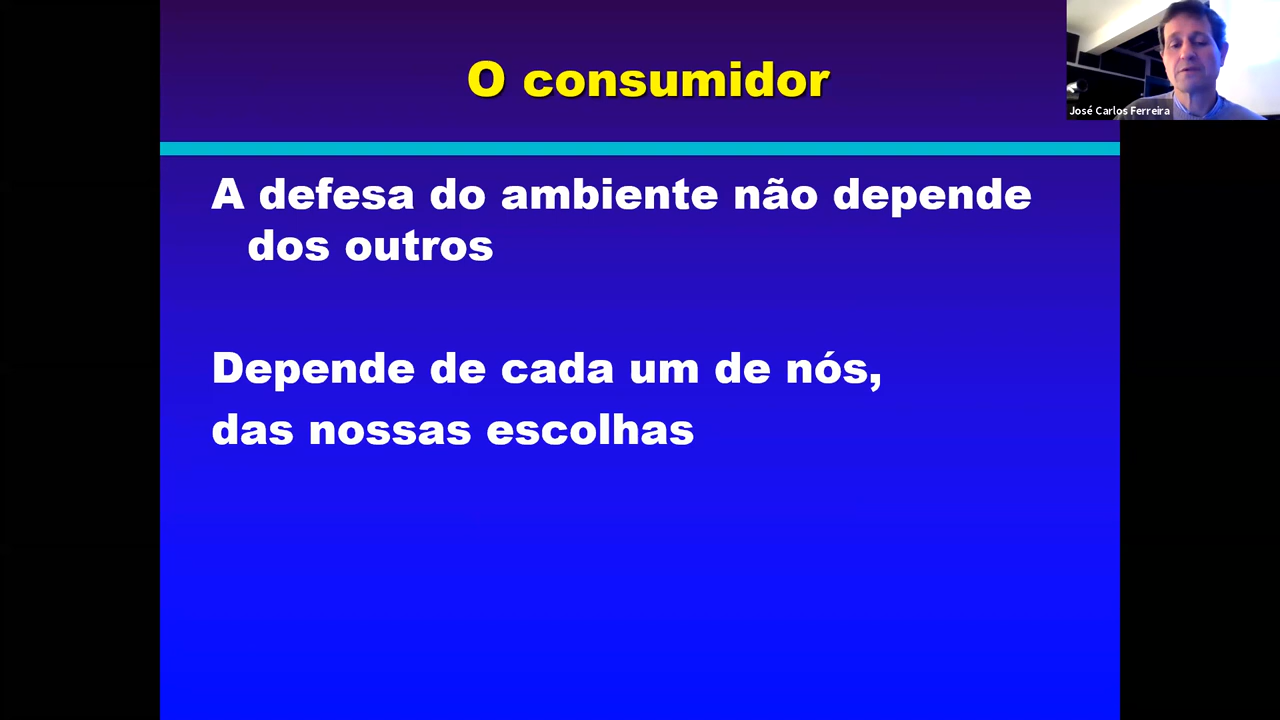 O consumidor
José Carlos Ferreira
A defesa do ambiente não depende
dos outros
Depende de cada um de nós,
das nossas escolhas